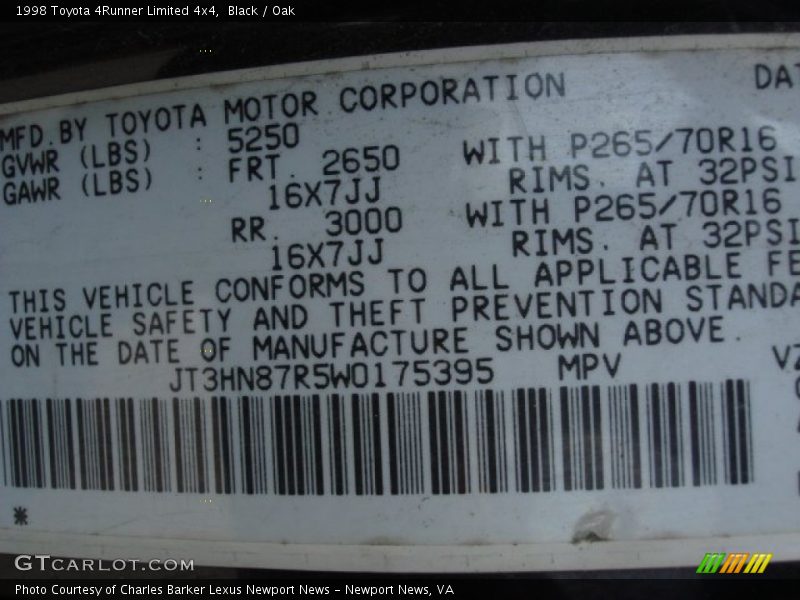 1998 Toyota 4Runner Limited 4x4, Black / Oak
MFD.BY TOYOTA MOTOR CORPORATION DAT
GVWR (LBS) : 5250
GAWR (LBS) : FRT. 2650 WITH P265/70R16
16X7JJ RIMS. AT 32PSI
RR. 3000 WITH P265/70R16
16X7JJ RIMS. AT 32PSI
THIS VEHICLE CONFORMS TO ALL APPLICABLE FE
VEHICLE SAFETY AND THEFT PREVENTION STANDA
ON THE DATE OF MANUFACTURE SHOWN ABOVE.
JT3HN87R5W0175395 MPV VZ
*
GTCARLOT.COM
Photo Courtesy of Charles Barker Lexus Newport News - Newport News, VA